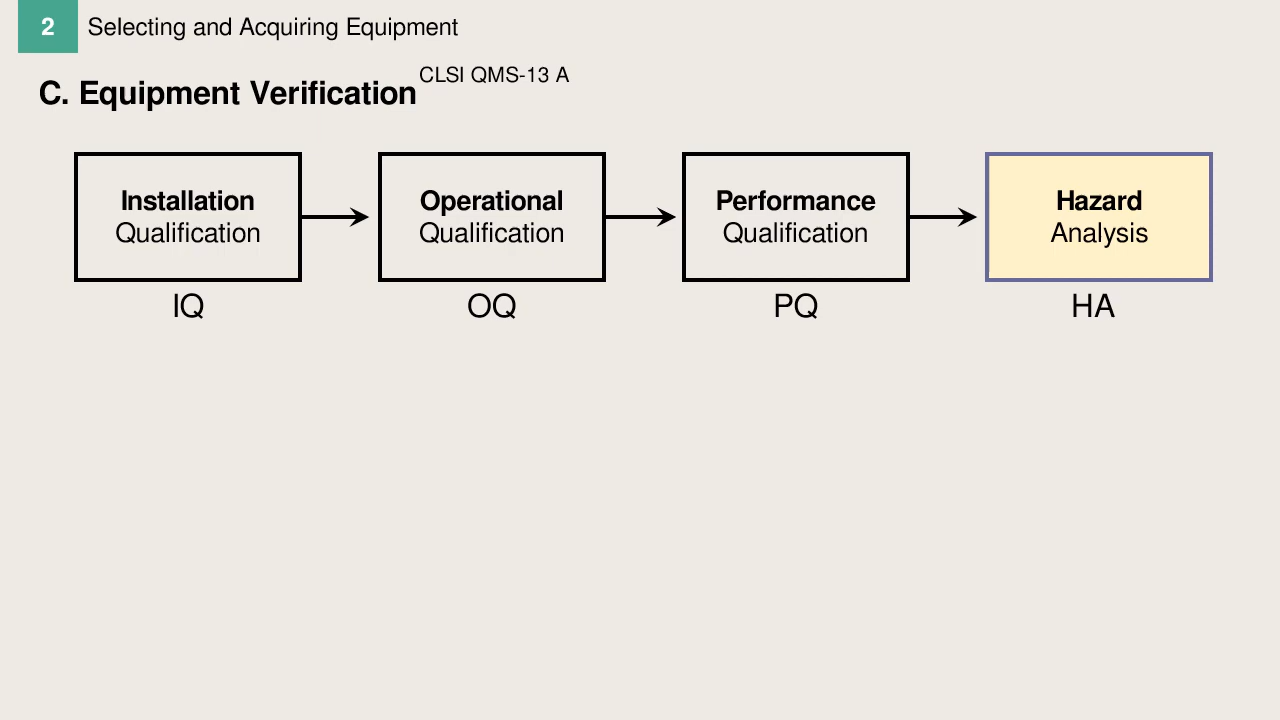 2 Selecting and Acquiring Equipment
C. Equipment Verification CLSI QMS-13 A
Installation
Qualification
IQ
Operational
Qualification
OQ
Performance
Qualification
PQ
Hazard
Analysis
HA